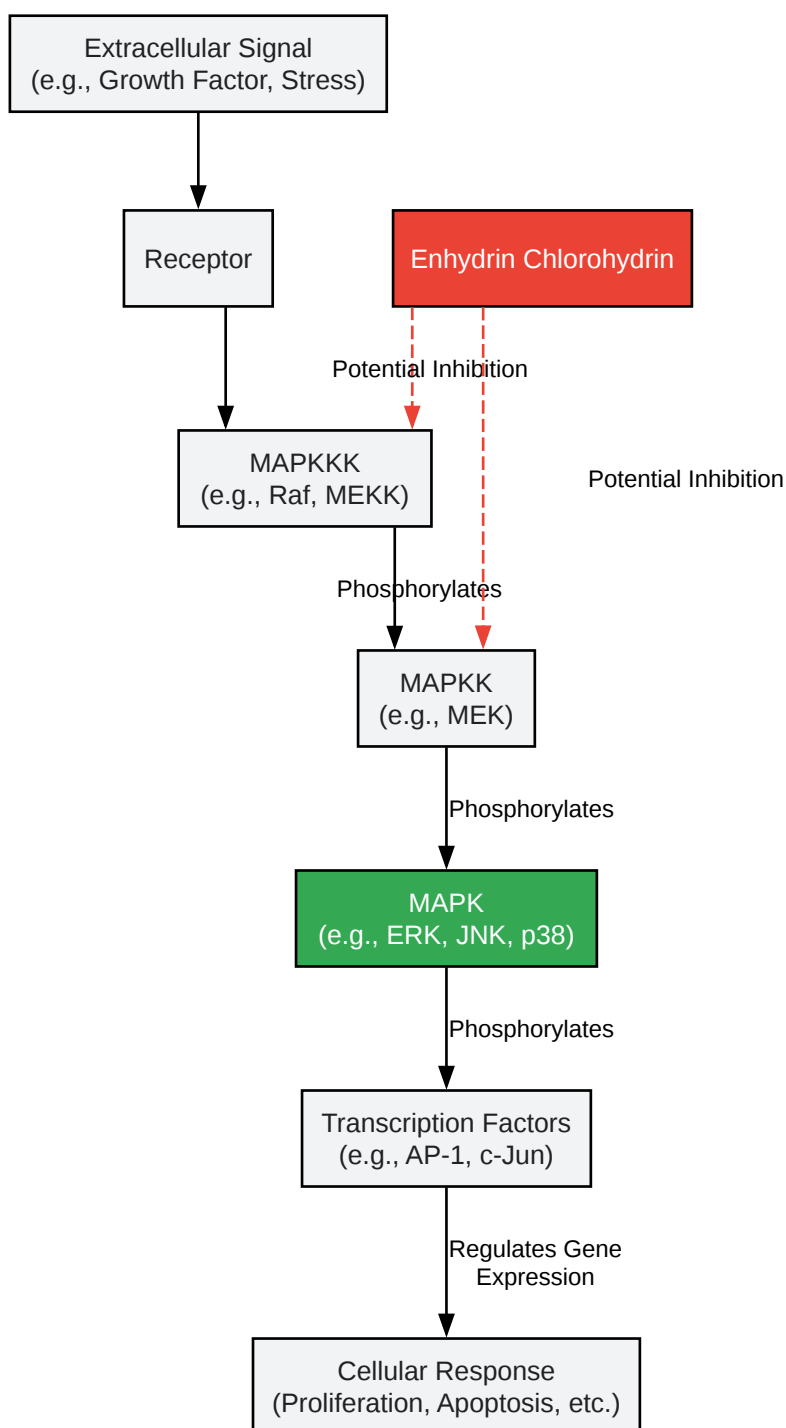 Extracellular Signal
(e.g., Growth Factor, Stress)
Receptor
Enhydrin Chlorohydrin
Potential Inhibition
MAPKKK
(e.g., Raf, MEKK)
Potential Inhibition
Phosphorylates
MAPKK
(e.g., MEK)
Phosphorylates
MAPK
(e.g., ERK, JNK, p38)
Phosphorylates
Transcription Factors
(e.g., AP-1, c-Jun)
Regulates Gene
Expression
Cellular Response
(Proliferation, Apoptosis, etc.)